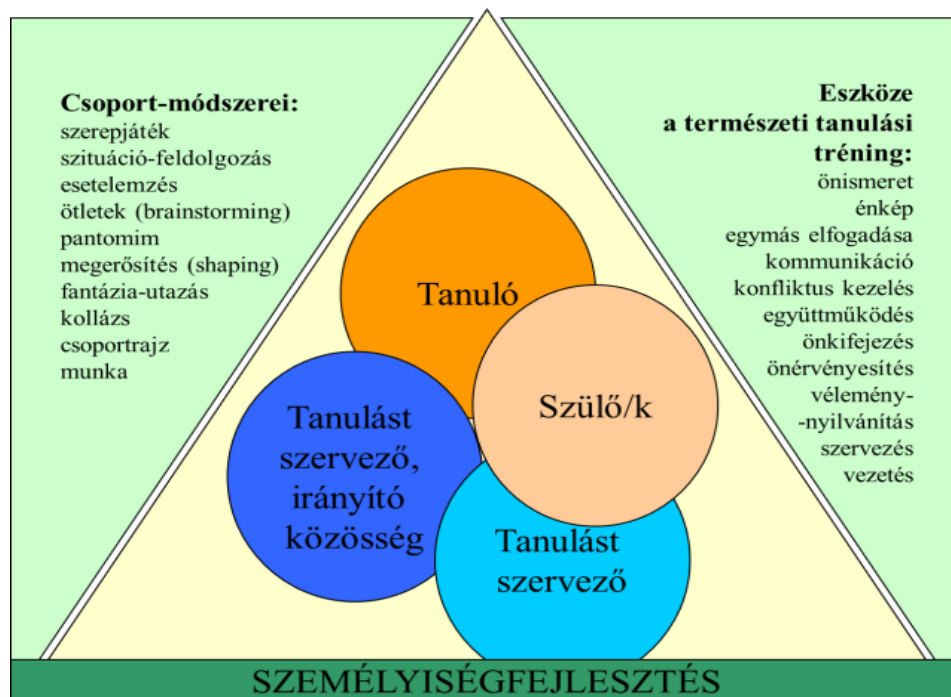 Csoport-módszerei:
szerepjáték
szituáció-feldolgozás
esetelemzés
ötletek (brainstorming)
pantomim
megerősítés (shaping)
fantázia-utazás
kollázs
csoportrajz
munka
Eszköze
a természeti tanulási
tréning:
önismeret
énkép
egymás elfogadása
kommunikáció
konfliktus kezelés
együttműködés
önkifejezés
önérvényesítés
vélemény-
-nyilvánítás
szervezés
vezetés
Tanuló
Szülő/k
Tanulást
szervező,
irányító
közösség
Tanulást
szervező
SZEMÉLYISÉGFEJLESZTÉS